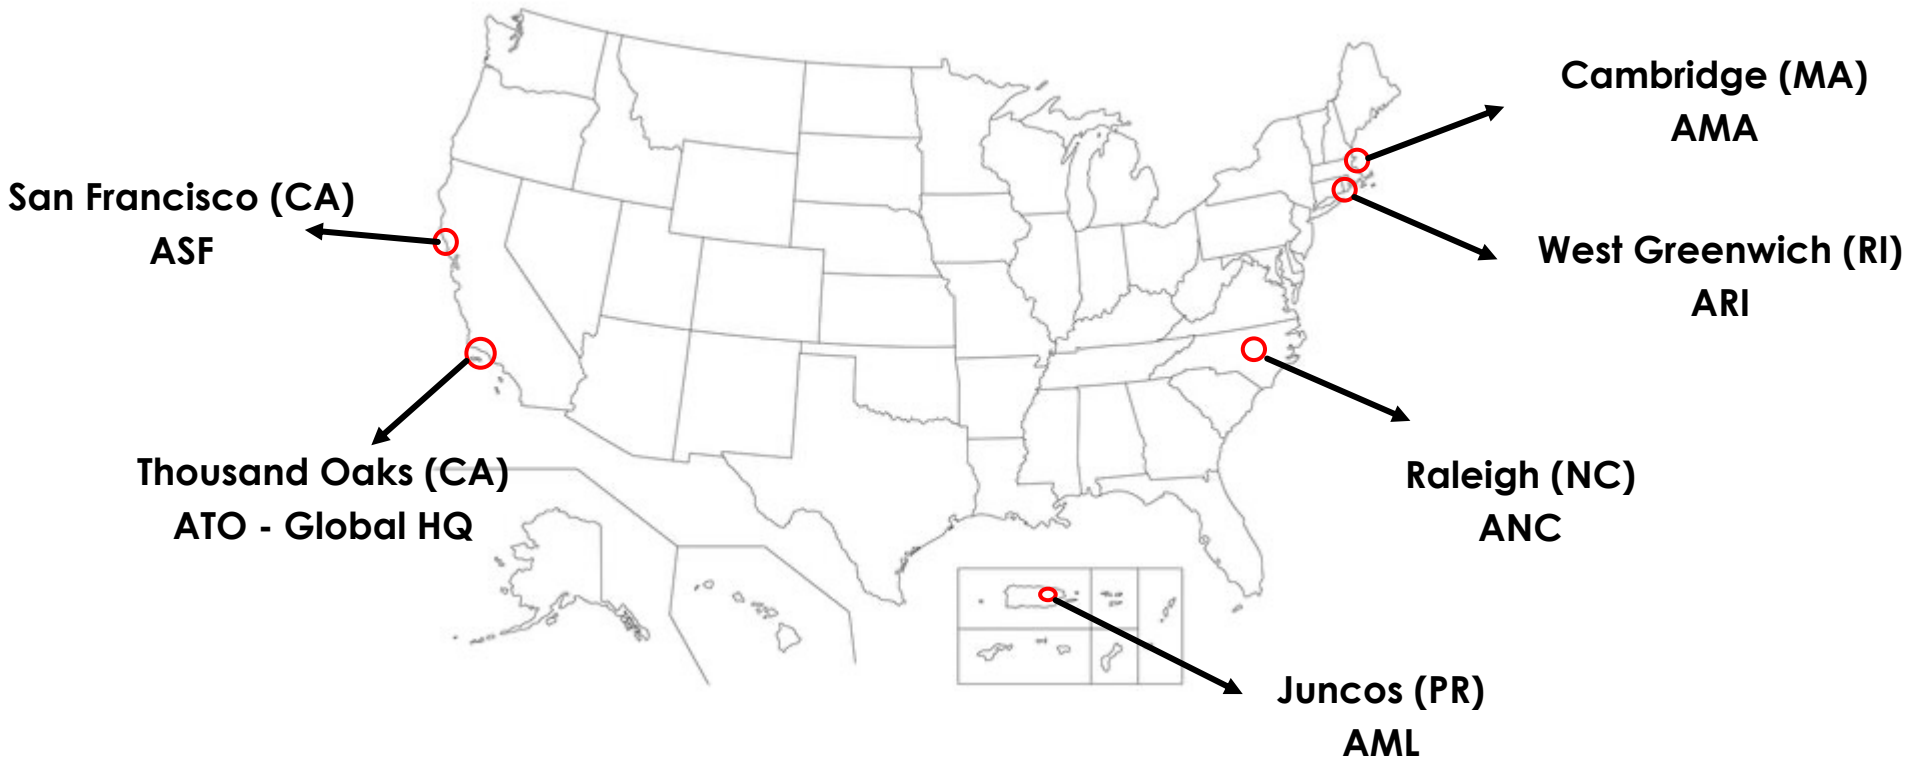 Cambridge (MA)
AMA
San Francisco (CA)
ASF
West Greenwich (RI)
ARI
Thousand Oaks (CA)
ATO - Global HQ
Raleigh (NC)
ANC
Juncos (PR)
AML